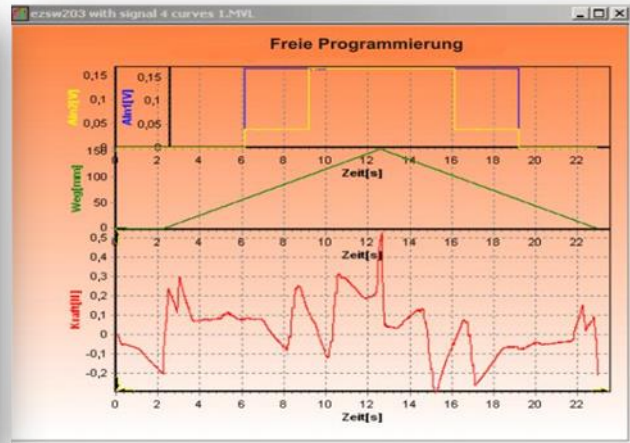 ezsw203 with signal 4 curves 1.MVL
Freie Programmierung
AIn2[V]
0,15
0,1
0,05
0
AIn1[V]
0,15
0,1
0,05
0
0 2 4 6 8 10 12 14 16 18 20 22
Zeit[s]
Weg[mm]
150
100
50
0
0 2 4 6 8 10 12 14 16 18 20 22
Zeit[s]
Kraft[N]
0,5
0,4
0,3
0,2
0,1
0
-0,1
-0,2
0 2 4 6 8 10 12 14 16 18 20 22
Zeit[s]